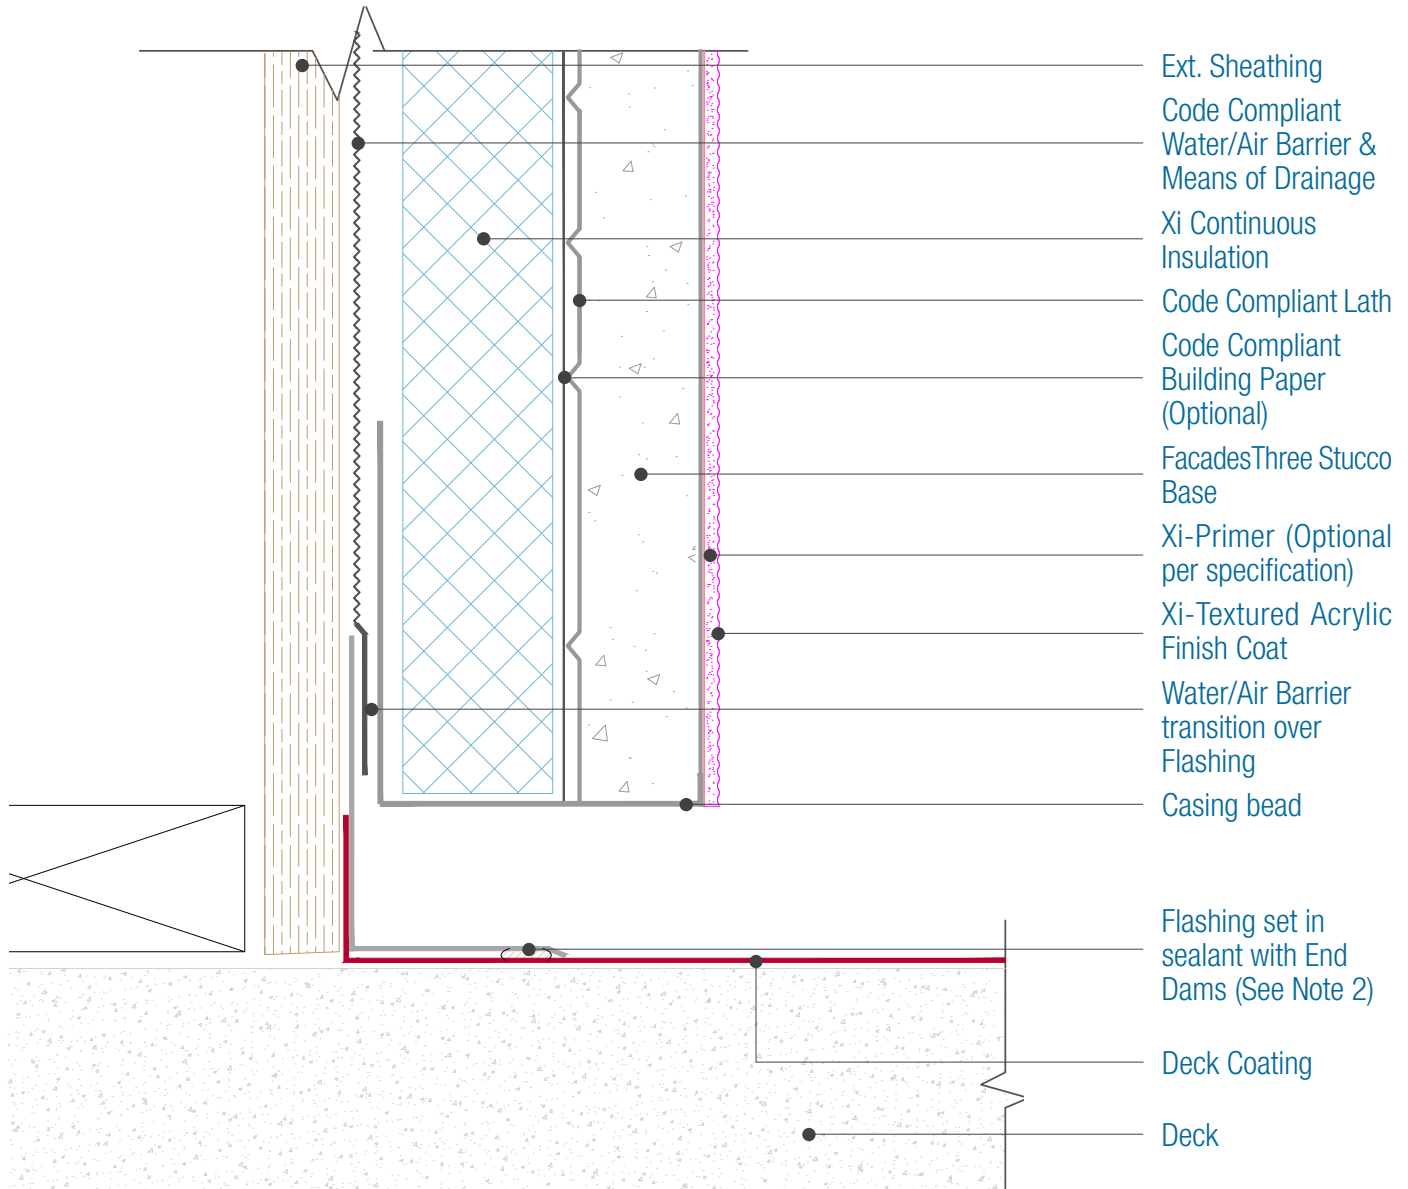 Ext. Sheathing
Code Compliant
Water/Air Barrier &
Means of Drainage
Xi Continuous
Insulation
Code Compliant Lath
Code Compliant
Building Paper
(Optional)
FacadesThree Stucco
Base
Xi-Primer (Optional
per specification)
Xi-Textured Acrylic
Finish Coat
Water/Air Barrier
transition over
Flashing
Casing bead
Flashing set in
sealant with End
Dams (See Note 2)
Deck Coating
Deck